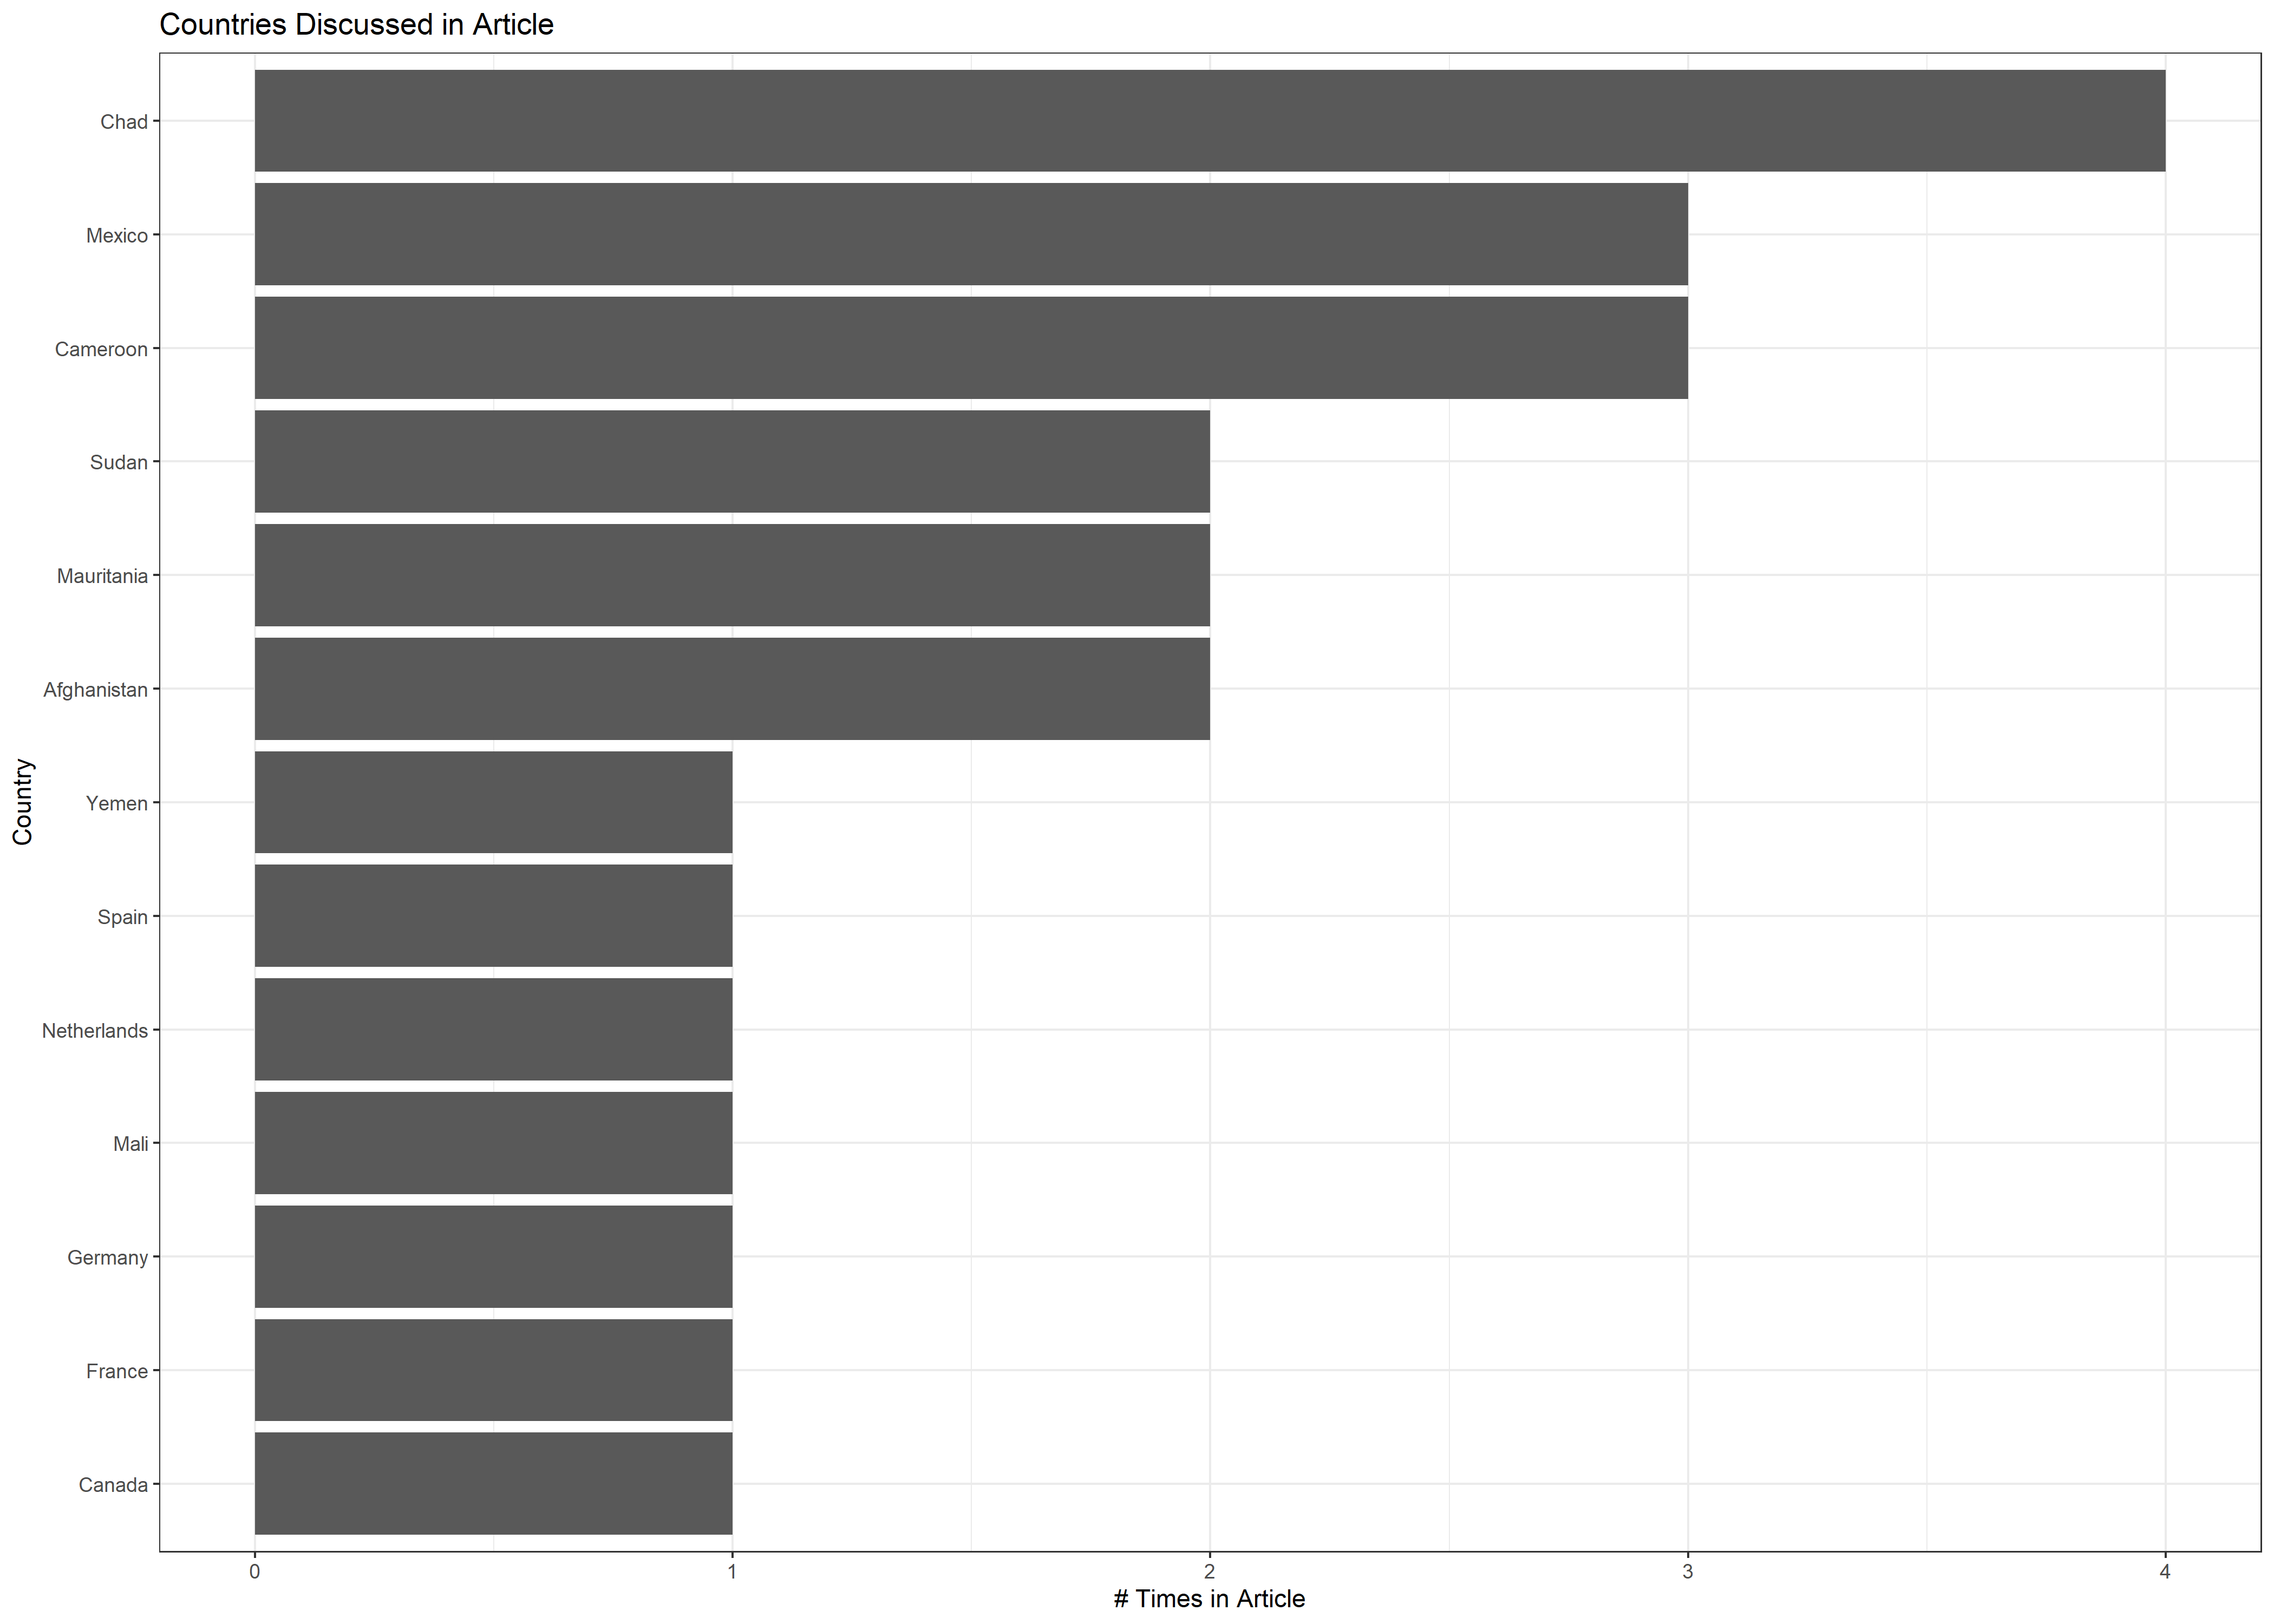 Countries Discussed in Article
Chad
Mexico
Cameroon
Sudan
Mauritania
Afghanistan
Yemen
Spain
Netherlands
Mali
Germany
France
Canada
Country
0 1 2 3 4
# Times in Article